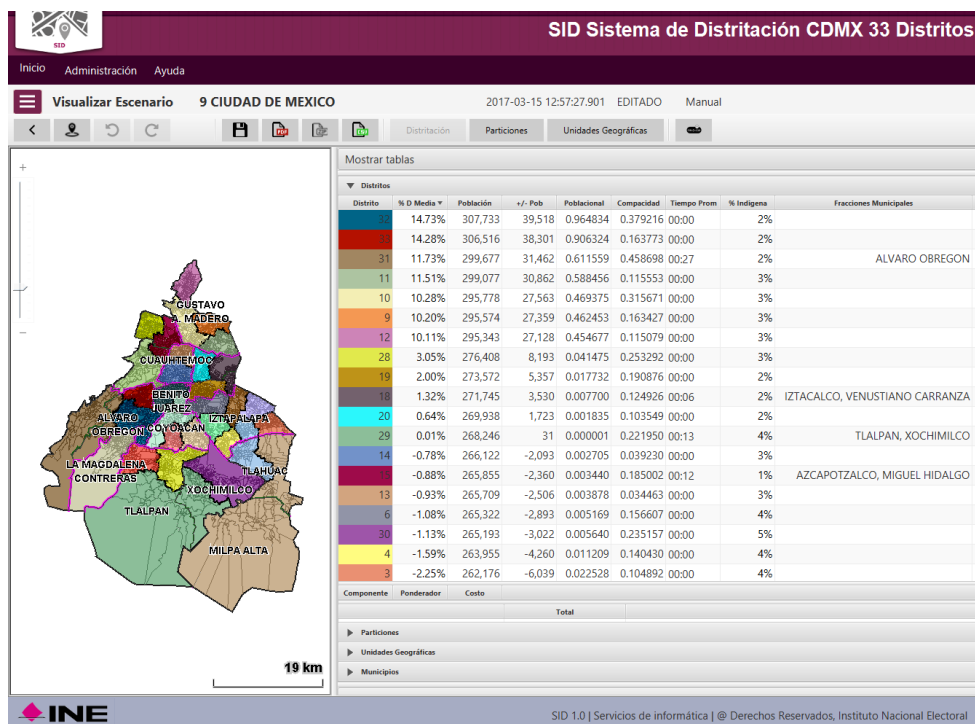 SID
SID Sistema de Distritación CDMX 33 Distritos
Inicio Administración Ayuda
Visualizar Escenario 9 CIUDAD DE MEXICO 2017-03-15 12:57:27.901 EDITADO Manual
Distritación Particiones Unidades Geográficas
Mostrar tablas
Distritos
Distrito % D Media Población +/- Pob Poblacional Compacidad Tiempo Prom % Indigena Fracciones Municipales
32 14.73% 307,733 39,518 0.964834 0.379216 00:00 2%
33 14.28% 306,516 38,301 0.906324 0.163773 00:00 2%
31 11.73% 299,677 31,462 0.611559 0.458698 00:27 2% ALVARO OBREGON
11 11.51% 299,077 30,862 0.588456 0.115553 00:00 3%
10 10.28% 295,778 27,563 0.469375 0.315671 00:00 3%
9 10.20% 295,574 27,359 0.462453 0.163427 00:00 3%
12 10.11% 295,343 27,128 0.454677 0.115079 00:00 3%
28 3.05% 276,408 8,193 0.041475 0.253292 00:00 3%
19 2.00% 273,572 5,357 0.017732 0.190876 00:00 2%
18 1.32% 271,745 3,530 0.007700 0.124926 00:06 2% IZTACALCO, VENUSTIANO CARRANZA
20 0.64% 269,938 1,723 0.001835 0.103549 00:00 2%
29 0.01% 268,246 31 0.000001 0.221950 00:13 4% TLALPAN, XOCHIMILCO
14 -0.78% 266,122 -2,093 0.002705 0.039230 00:00 3%
-0.88% 265,855 -2,360 0.003440 0.185002 00:12 1% AZCAPOTZALCO, MIGUEL HIDALGO
13 -0.93% 265,709 -2,506 0.003878 0.034463 00:00 3%
6 -1.08% 265,322 -2,893 0.005169 0.156607 00:00 4%
30 -1.13% 265,193 -3,022 0.005640 0.235157 00:00 5%
4 -1.59% 263,955 -4,260 0.011209 0.140430 00:00 4%
3 -2.25% 262,176 -6,039 0.022528 0.104892 00:00 4%
Componente Ponderador Costo
Total
Particiones
Unidades Geográficas
Municipios
GUSTAVO
A. MADERO
CUAUHTEMOC
BENITO
JUAREZ
ALVARO
OBREGON
COYOACAN
IZTAPALAPA
LA MAGDALENA
CONTRERAS
TLAHUAC
XOCHIMILCO
TLALPAN
MILPA ALTA
19 km
INE
SID 1.0 | Servicios de informática | @ Derechos Reservados, Instituto Nacional Electoral